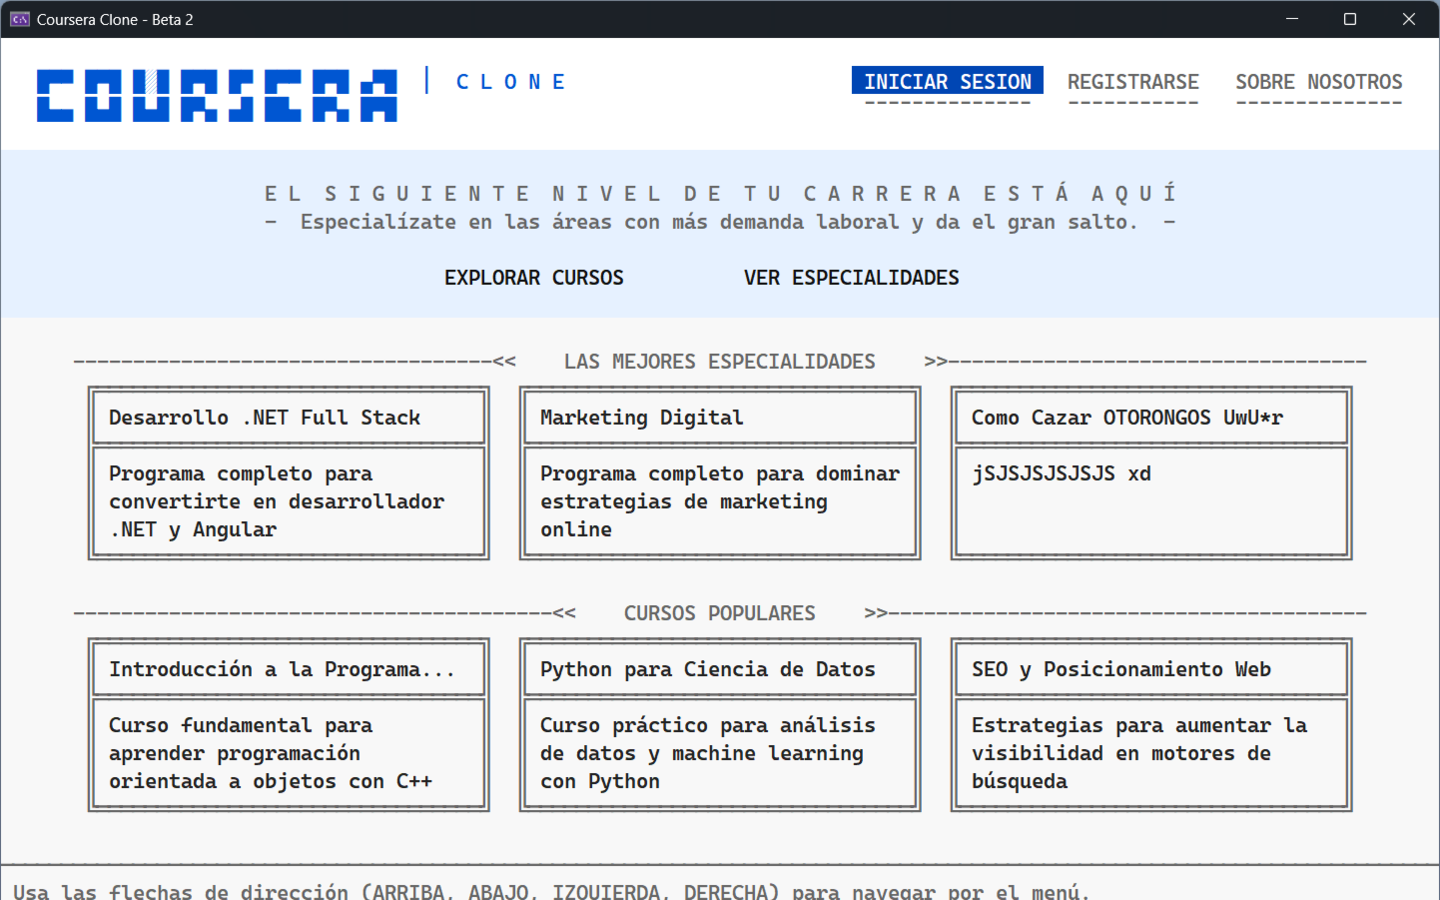 Coursera Clone - Beta 2
COURSERA | CLONE
INICIAR SESION REGISTRARSE SOBRE NOSOTROS
EL SIGUIENTE NIVEL DE TU CARRERA ESTÁ AQUÍ
- Especialízate en las áreas con más demanda laboral y da el gran salto. -
EXPLORAR CURSOS VER ESPECIALIDADES
<< LAS MEJORES ESPECIALIDADES >>
Desarrollo .NET Full Stack
Programa completo para
convertirte en desarrollador
.NET y Angular
Marketing Digital
Programa completo para dominar
estrategias de marketing
online
Como Cazar OTORONGOS UwU*r
jSJSJSJSJSJS xd
<< CURSOS POPULARES >>
Introducción a la Programa...
Curso fundamental para
aprender programación
orientada a objetos con C++
Python para Ciencia de Datos
Curso práctico para análisis
de datos y machine learning
con Python
SEO y Posicionamiento Web
Estrategias para aumentar la
visibilidad en motores de
búsqueda
Usa las flechas de dirección (ARRIBA, ABAJO, IZQUIERDA, DERECHA) para navegar por el menú.